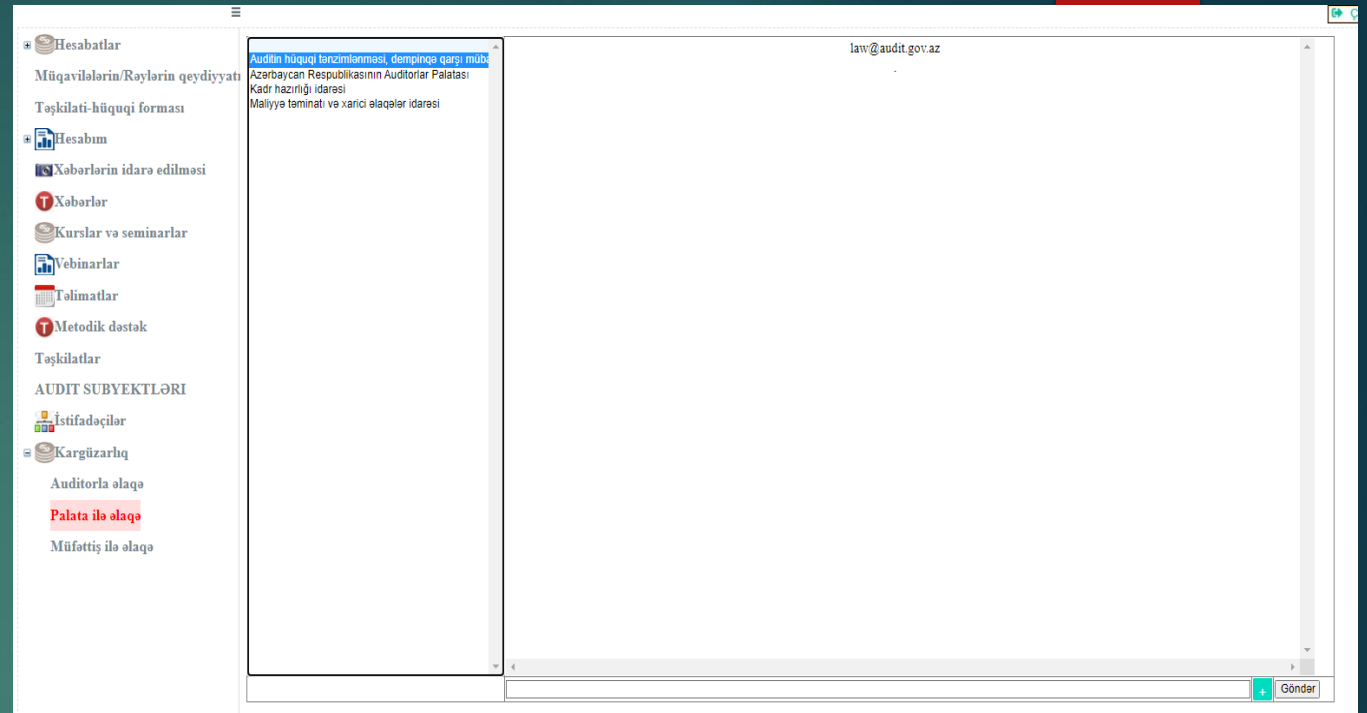 ☰
Ç
Hesabatlar
Müqavilələrin/Rəylərin qeydiyyatı
Təşkilati-hüquqi forması
Hesabım
Xəbərlərin idarə edilməsi
Xəbərlər
Kurslar və seminarlar
Vebinarlar
Təlimatlar
Metodik dəstək
Təşkilatlar
AUDIT SUBYEKTLƏRI
İstifadəçilər
Kargüzarlıq
Auditorla əlaqə
Palata ilə əlaqə
Müfəttiş ilə əlaqə
Auditin hüquqi tənzimlənməsi, dempinqə qarşı müba
Azərbaycan Respublikasının Auditorlar Palatası
Kadr hazırlığı idarəsi
Maliyyə təminatı və xarici əlaqələr idarəsi
law@audit.gov.az
.
+
Göndər